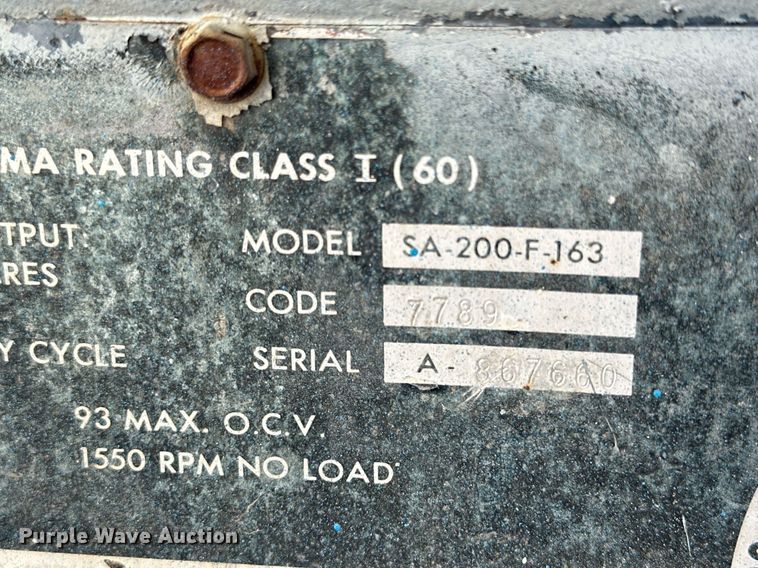 MA RATING CLASS I (60)
TPUT:
MODEL SA-200-F-163
RES
CODE 7789
Y CYCLE
SERIAL A-867660
93 MAX. O.C.V.
1550 RPM NO LOAD
Purple Wave Auction